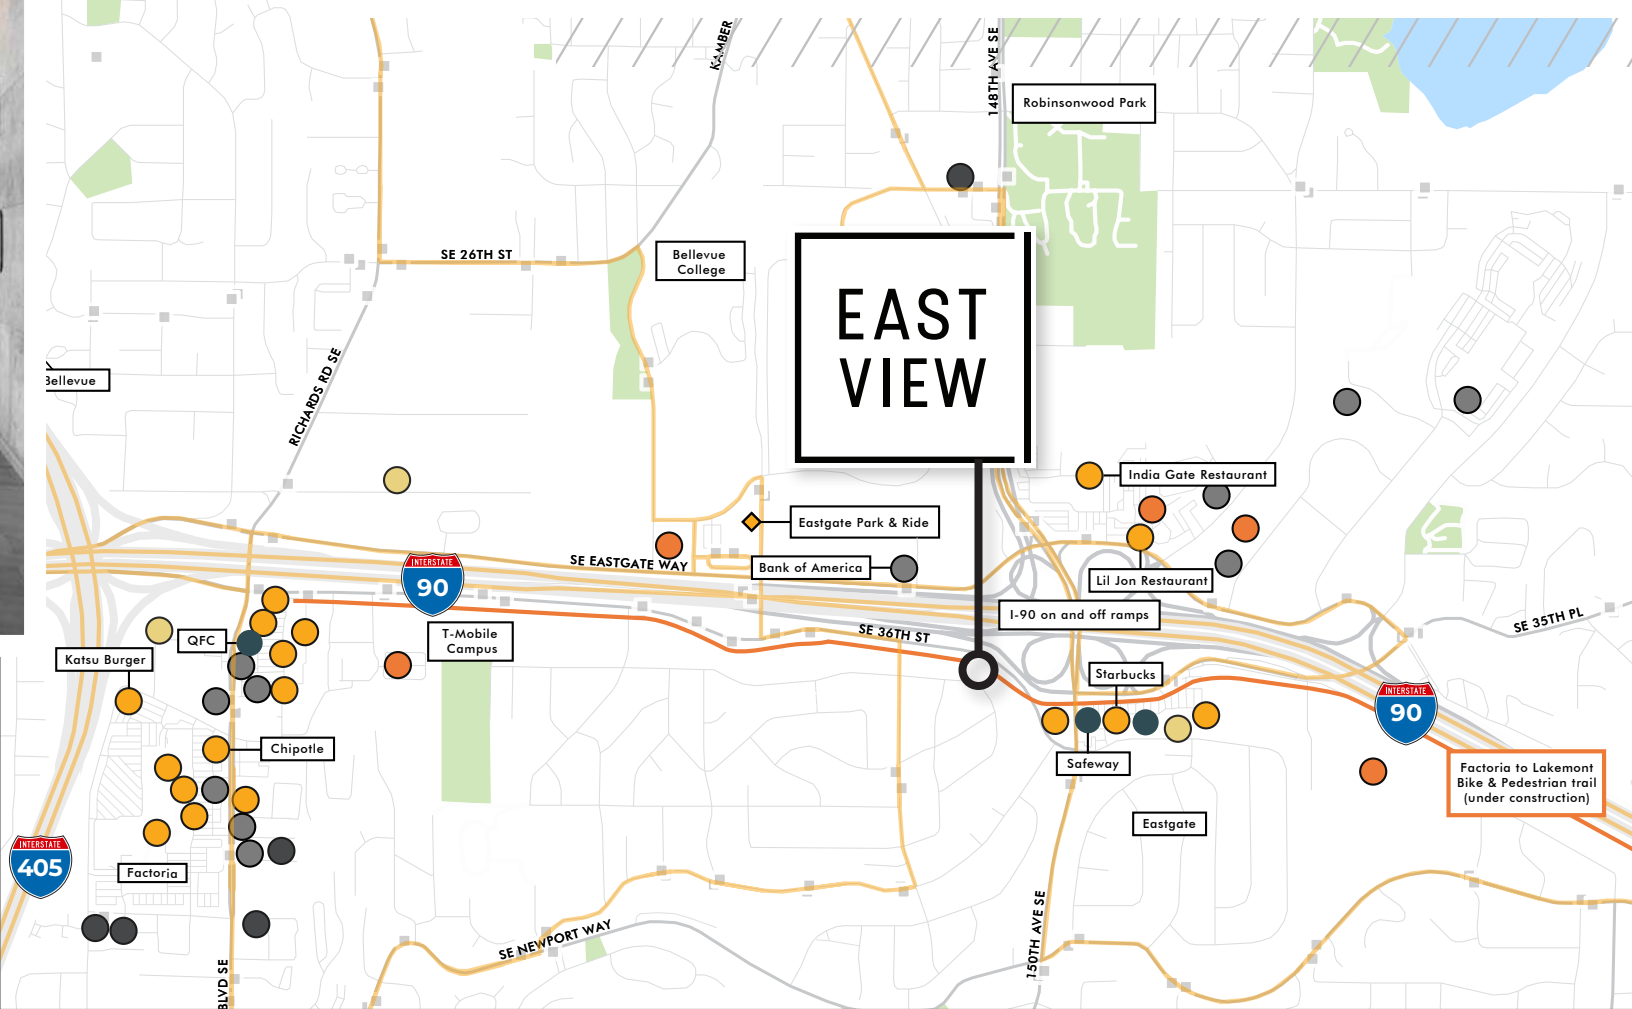 KAMBER
148TH AVE SE
Robinsonwood Park
SE 26TH ST
Bellevue
College
EAST
VIEW
RICHARDS RD SE
Bellevue
India Gate Restaurant
Eastgate Park & Ride
SE EASTGATE WAY
Bank of America
INTERSTATE
90
Lil Jon Restaurant
I-90 on and off ramps
SE 35TH PL
SE 36TH ST
QFC
T-Mobile
Campus
Katsu Burger
Starbucks
INTERSTATE
90
Chipotle
Safeway
Factoria to Lakemont
Bike & Pedestrian trail
(under construction)
Eastgate
INTERSTATE
405
Factoria
SE NEWPORT WAY
150TH AVE SE
BLVD SE